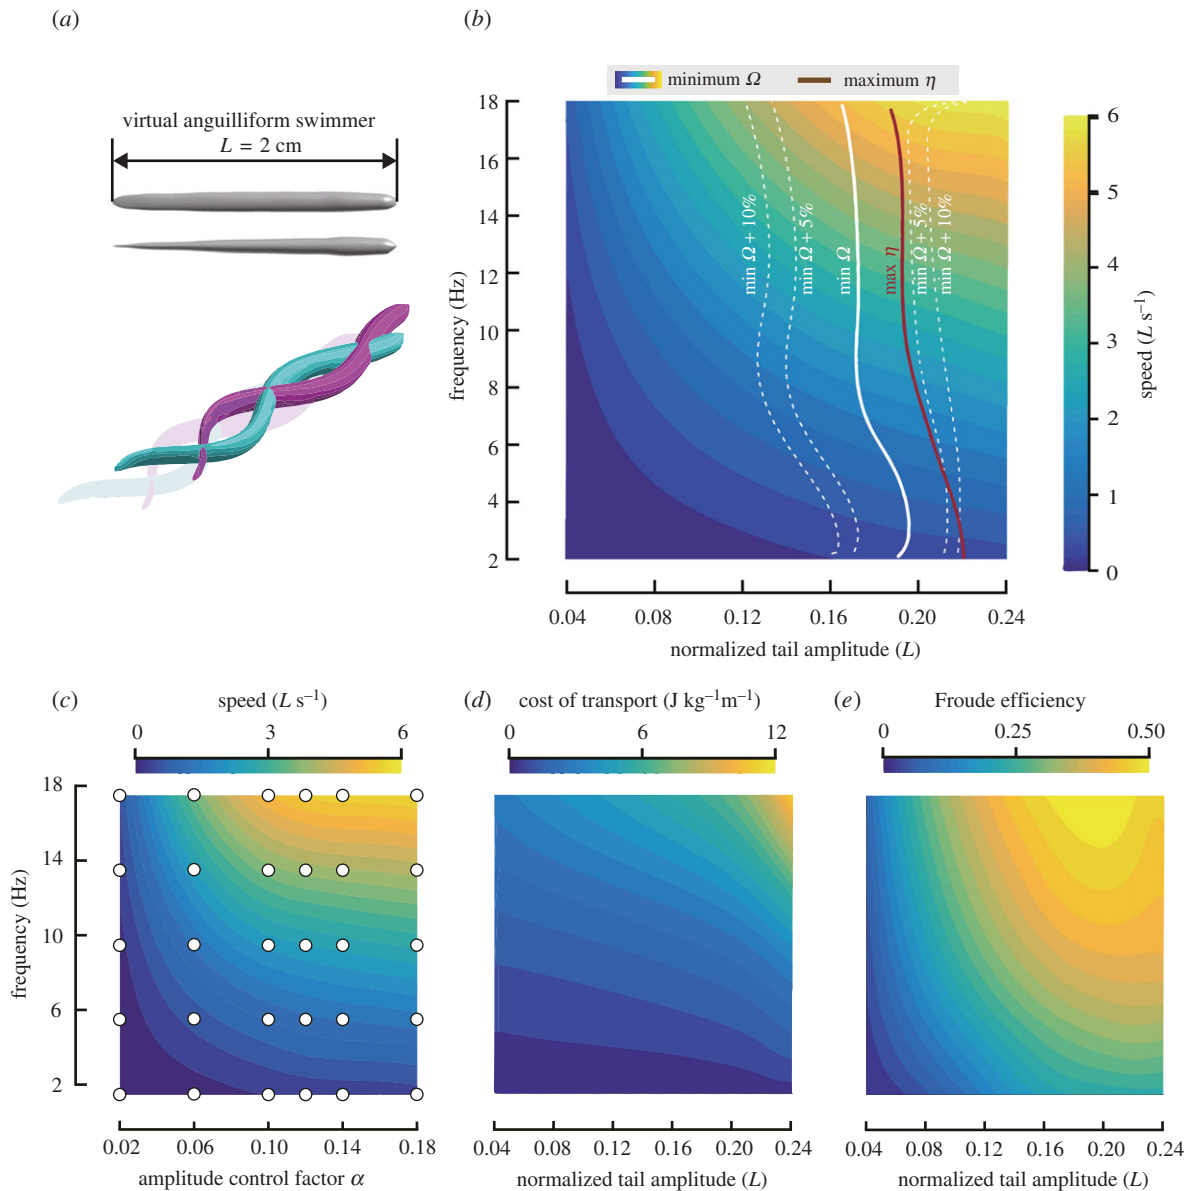 (a)
virtual anguilliform swimmer
L = 2 cm
(b)
minimum Ω
maximum η
18
16
14
12
10
8
6
4
2
frequency (Hz)
min Ω + 10%
min Ω + 5%
min Ω
max η
min Ω + 5%
min Ω + 10%
0.04 0.08 0.12 0.16 0.20 0.24
normalized tail amplitude (L)
6
5
4
3
2
1
0
speed (L s⁻¹)
(c)
speed (L s⁻¹)
0 3 6
18
14
10
6
2
frequency (Hz)
0.02 0.06 0.10 0.14 0.18
amplitude control factor α
(d)
cost of transport (J kg⁻¹m⁻¹)
0 6 12
0.04 0.08 0.12 0.16 0.20 0.24
normalized tail amplitude (L)
(e)
Froude efficiency
0 0.25 0.50
0.04 0.08 0.12 0.16 0.20 0.24
normalized tail amplitude (L)